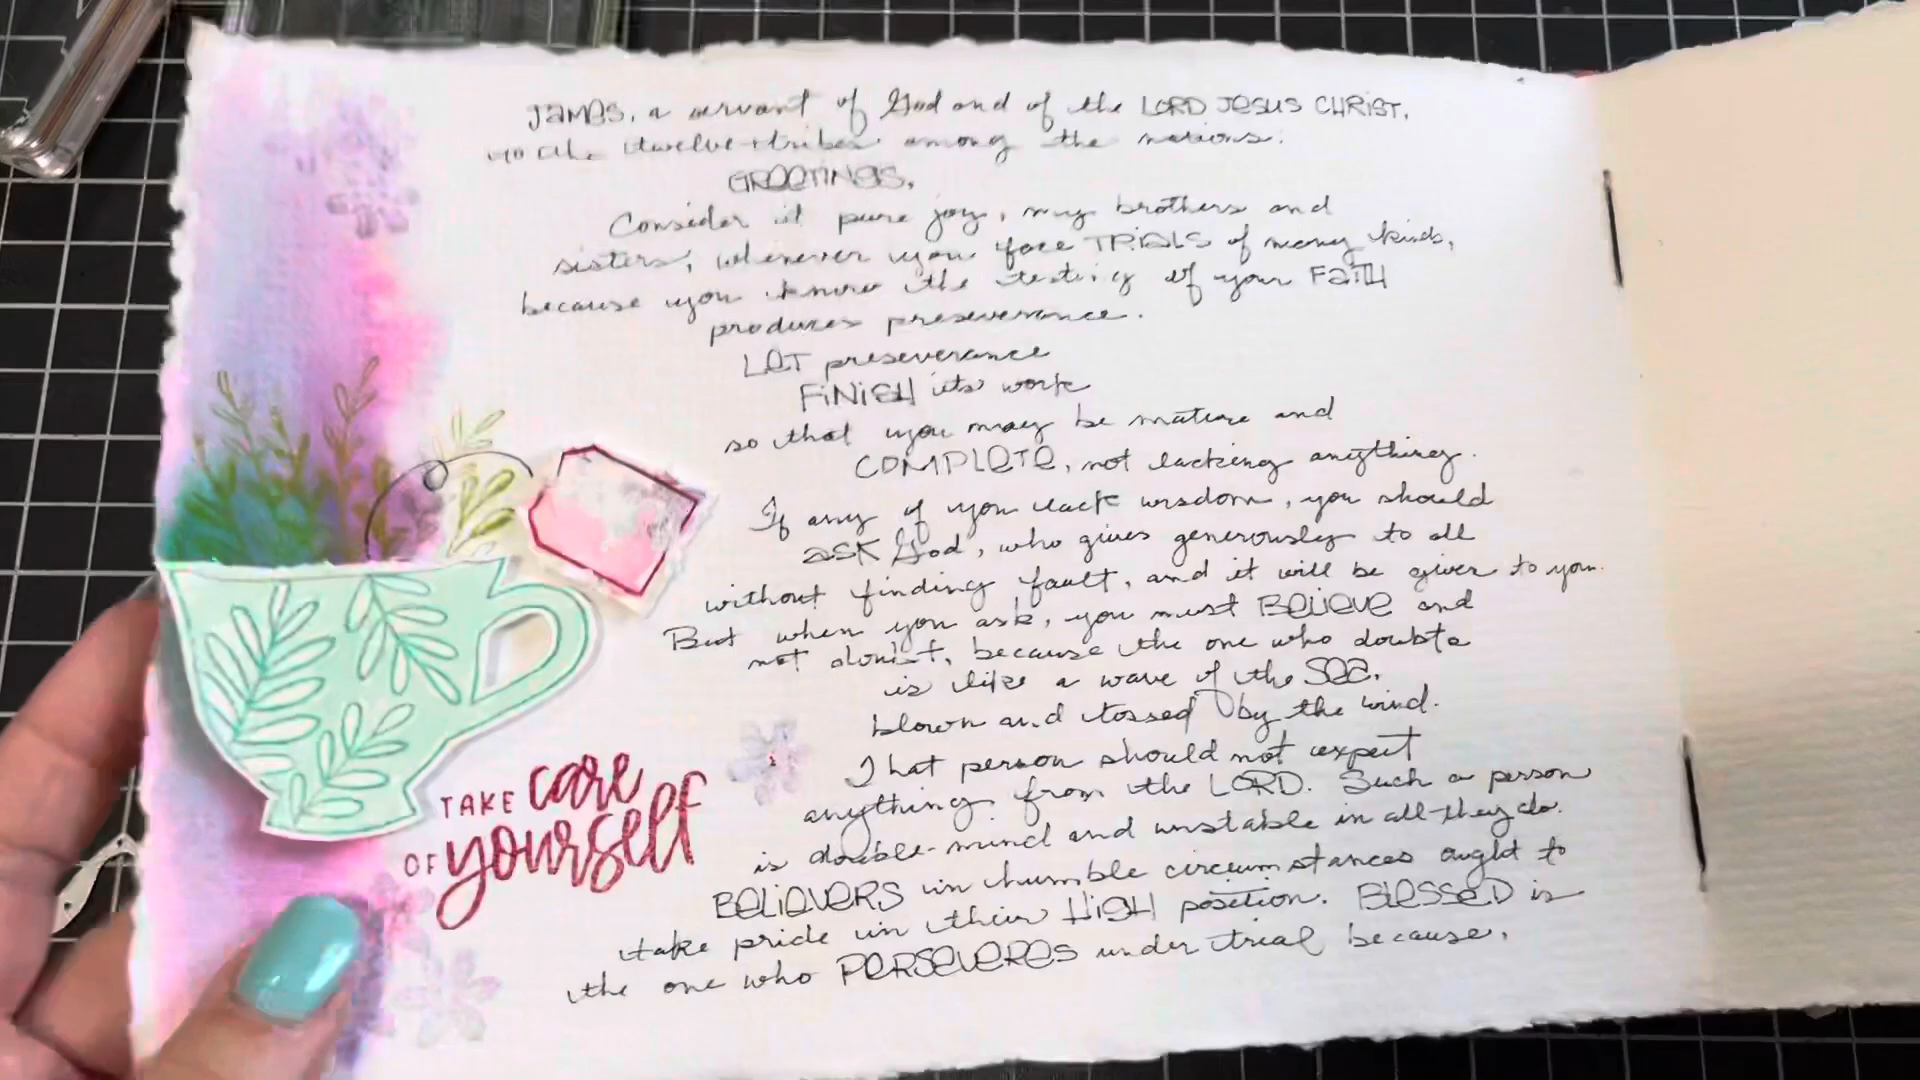 James, a servant of God and of the LORD Jesus CHRIST,
to the twelve tribes among the nations:
GREETINGS.
Consider it pure joy, my brothers and
sisters, whenever you face TRIALS of many kinds,
because you know the testing of your FAITH
produces preseverance.
LET preseverance
FINISH its work
so that you may be mature and
COMPLETE, not lacking anything.
If any of you lack wisdom, you should
ASK God, who gives generously to all
without finding fault, and it will be given to you.
But when you ask, you must BELIEVE and
not doubt, because the one who doubts
is like a wave of the SEA,
blown and tossed by the wind.
That person should not expect
anything from the LORD. Such a person
is double-mind and unstable in all they do.
BELIEVERS in humble circumstances ought to
take pride in their HIGH position. BLESSED is
the one who PERSEVERES under trial because,
TAKE care
OF yourself